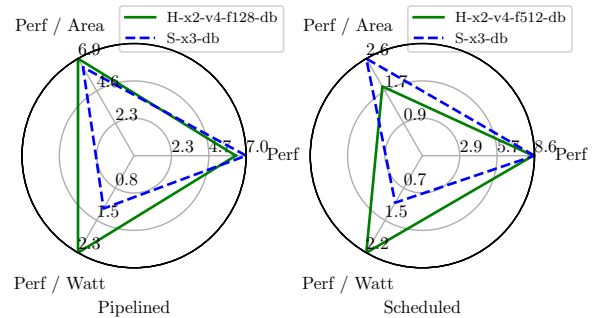 H-x2-v4-f128-db
S-x3-db
Perf / Area
6.9
4.6
2.3
2.3
4.7
7.0
Perf
0.8
1.5
2.3
Perf / Watt
Pipelined
H-x2-v4-f512-db
S-x3-db
Perf / Area
2.6
1.7
0.9
2.9
5.7
8.6
Perf
0.7
1.5
2.2
Perf / Watt
Scheduled